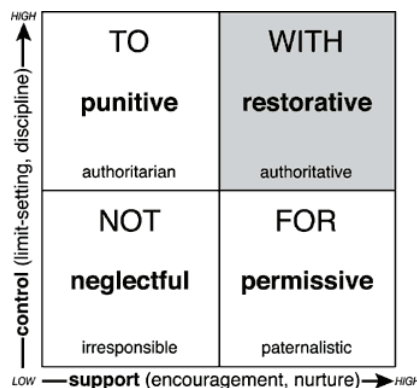 HIGH
TO
WITH
punitive
restorative
authoritarian
authoritative
NOT
FOR
neglectful
permissive
irresponsible
paternalistic
control (limit-setting, discipline)
LOW
support (encouragement, nurture)
HIGH